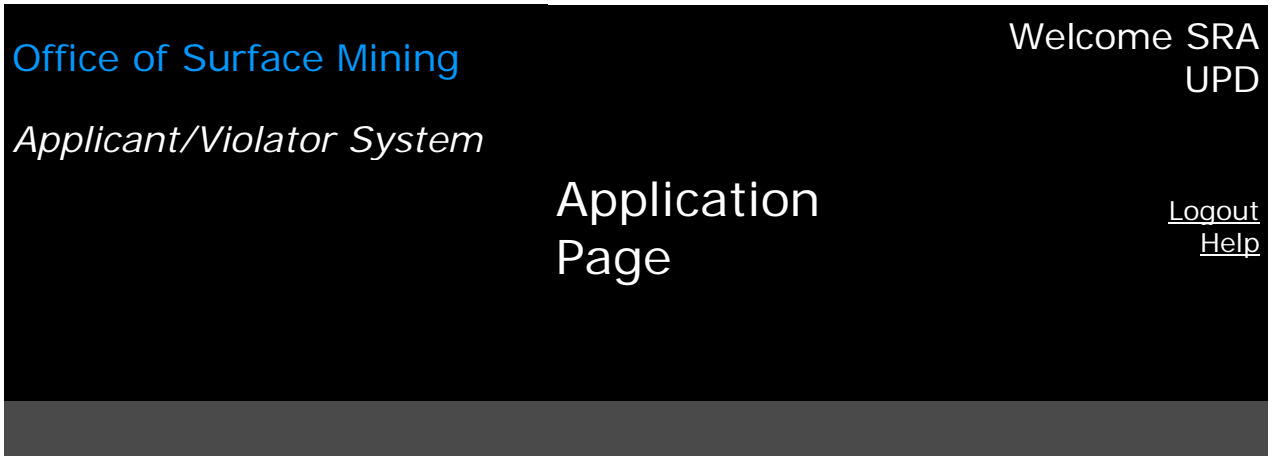 Office of Surface Mining
Welcome SRA
UPD
Applicant/Violator System
Application
Page
Logout
Help